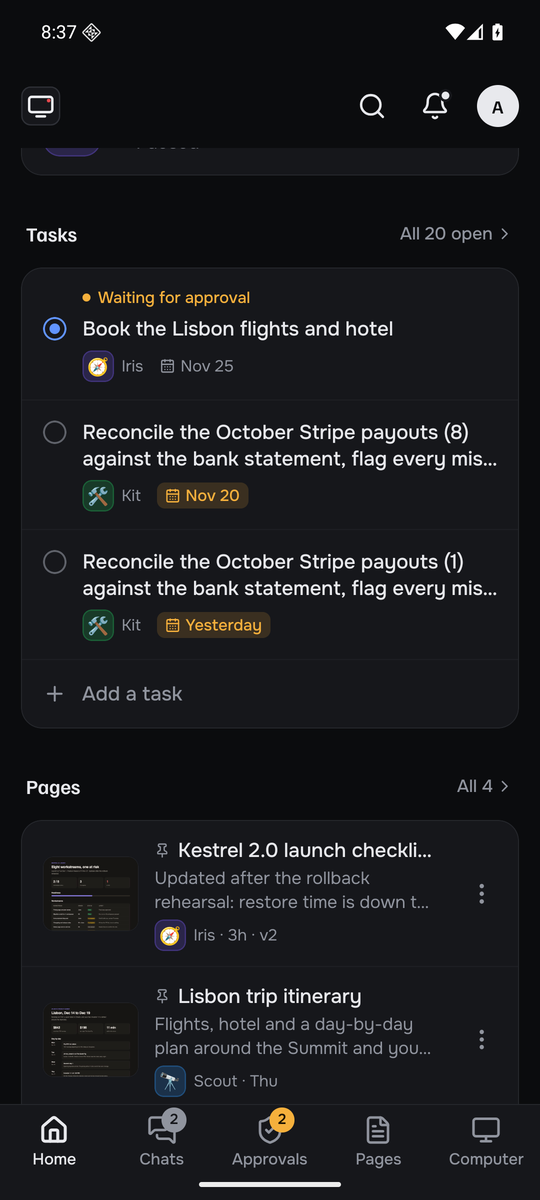 8:37
A
Tasks
All 20 open
Waiting for approval
Book the Lisbon flights and hotel
Iris
Nov 25
Reconcile the October Stripe payouts (8)
against the bank statement, flag every mis...
Kit
Nov 20
Reconcile the October Stripe payouts (1)
against the bank statement, flag every mis...
Kit
Yesterday
Add a task
Pages
All 4
Kestrel 2.0 launch checkli...
Updated after the rollback
rehearsal: restore time is down t...
Iris · 3h · v2
Lisbon trip itinerary
Flights, hotel and a day-by-day
plan around the Summit and you...
Scout · Thu
2
2
Home
Chats
Approvals
Pages
Computer